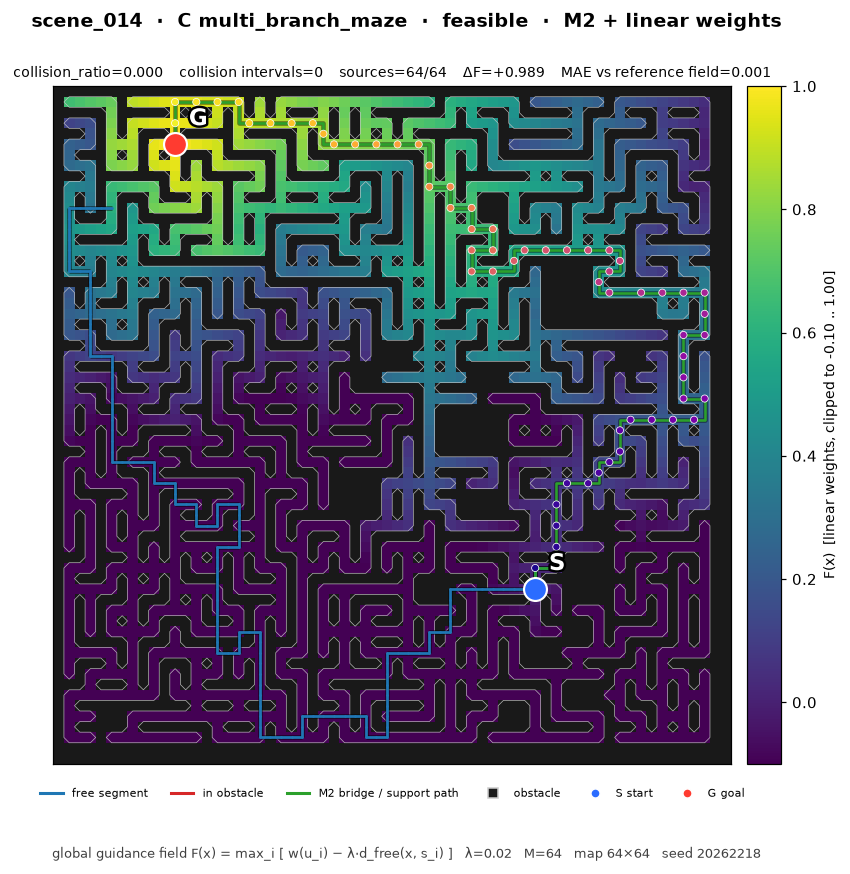 scene_014 · C multi_branch_maze · feasible · M2 + linear weights
collision_ratio=0.000 collision intervals=0 sources=64/64 ΔF=+0.989 MAE vs reference field=0.001
G
S
1.0
0.8
0.6
0.4
0.2
0.0
F(x) [linear weights, clipped to -0.10 .. 1.00]
free segment in obstacle M2 bridge / support path obstacle S start G goal
global guidance field F(x) = max_i [ w(u_i) − λ·d_free(x, s_i) ] λ=0.02 M=64 map 64×64 seed 20262218